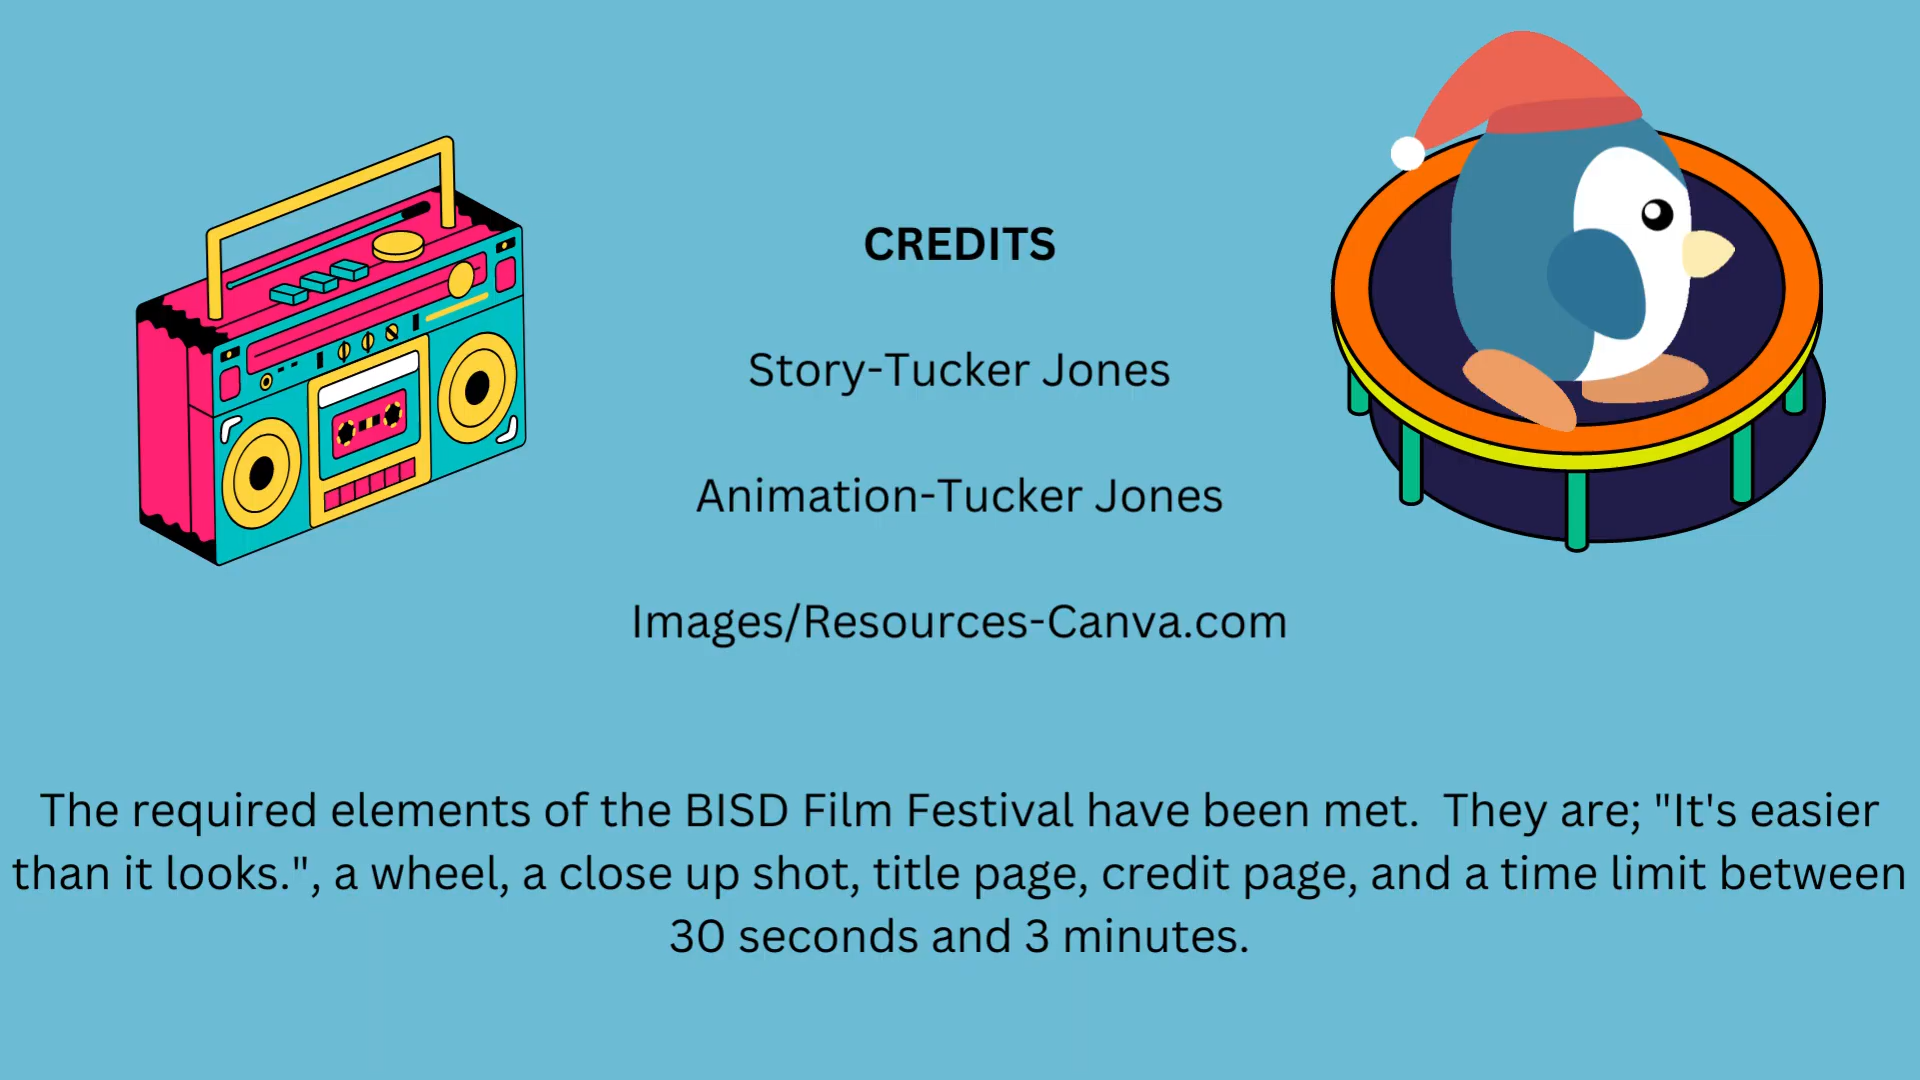 CREDITS
Story-Tucker Jones
Animation-Tucker Jones
Images/Resources-Canva.com
The required elements of the BISD Film Festival have been met.  They are; "It's easier
than it looks.", a wheel, a close up shot, title page, credit page, and a time limit between
30 seconds and 3 minutes.